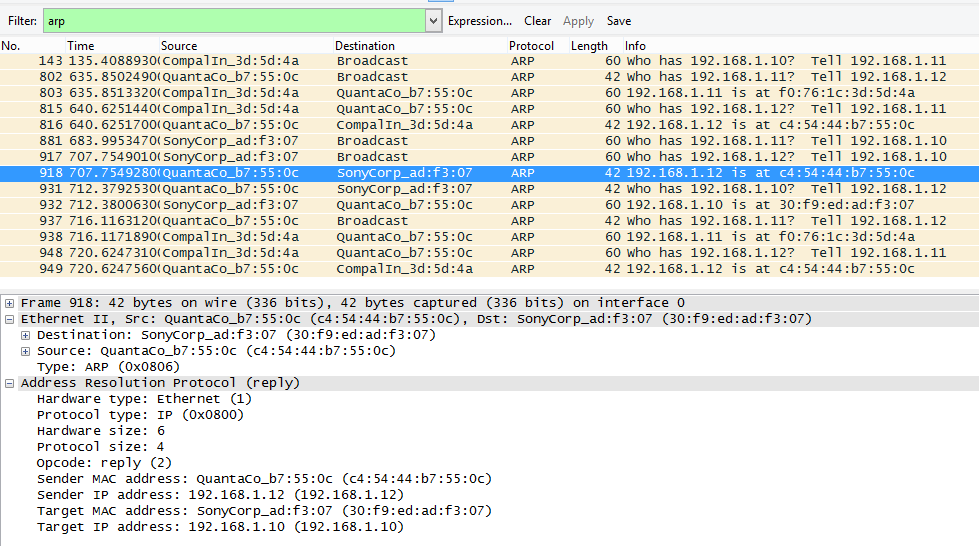 Filter: arp Expression... Clear Apply Save
No. Time Source Destination Protocol Length Info
143 135.4088930( CompalIn_3d:5d:4a Broadcast ARP 60 Who has 192.168.1.10? Tell 192.168.1.11
802 635.8502490( QuantaCo_b7:55:0c Broadcast ARP 42 Who has 192.168.1.11? Tell 192.168.1.12
803 635.8513320( CompalIn_3d:5d:4a QuantaCo_b7:55:0c ARP 60 192.168.1.11 is at f0:76:1c:3d:5d:4a
815 640.6251440( CompalIn_3d:5d:4a QuantaCo_b7:55:0c ARP 60 Who has 192.168.1.12? Tell 192.168.1.11
816 640.6251700( QuantaCo_b7:55:0c CompalIn_3d:5d:4a ARP 42 192.168.1.12 is at c4:54:44:b7:55:0c
881 683.9953470( SonyCorp_ad:f3:07 Broadcast ARP 60 Who has 192.168.1.11? Tell 192.168.1.10
917 707.7549010( SonyCorp_ad:f3:07 Broadcast ARP 60 Who has 192.168.1.12? Tell 192.168.1.10
918 707.7549280( QuantaCo_b7:55:0c SonyCorp_ad:f3:07 ARP 42 192.168.1.12 is at c4:54:44:b7:55:0c
931 712.3792530( QuantaCo_b7:55:0c SonyCorp_ad:f3:07 ARP 42 Who has 192.168.1.10? Tell 192.168.1.12
932 712.3800630( SonyCorp_ad:f3:07 QuantaCo_b7:55:0c ARP 60 192.168.1.10 is at 30:f9:ed:ad:f3:07
937 716.1163120( QuantaCo_b7:55:0c Broadcast ARP 42 Who has 192.168.1.11? Tell 192.168.1.12
938 716.1171890( CompalIn_3d:5d:4a QuantaCo_b7:55:0c ARP 60 192.168.1.11 is at f0:76:1c:3d:5d:4a
948 720.6247310( CompalIn_3d:5d:4a QuantaCo_b7:55:0c ARP 60 Who has 192.168.1.12? Tell 192.168.1.11
949 720.6247560( QuantaCo_b7:55:0c CompalIn_3d:5d:4a ARP 42 192.168.1.12 is at c4:54:44:b7:55:0c
Frame 918: 42 bytes on wire (336 bits), 42 bytes captured (336 bits) on interface 0
Ethernet II, Src: QuantaCo_b7:55:0c (c4:54:44:b7:55:0c), Dst: SonyCorp_ad:f3:07 (30:f9:ed:ad:f3:07)
Destination: SonyCorp_ad:f3:07 (30:f9:ed:ad:f3:07)
Source: QuantaCo_b7:55:0c (c4:54:44:b7:55:0c)
Type: ARP (0x0806)
Address Resolution Protocol (reply)
Hardware type: Ethernet (1)
Protocol type: IP (0x0800)
Hardware size: 6
Protocol size: 4
Opcode: reply (2)
Sender MAC address: QuantaCo_b7:55:0c (c4:54:44:b7:55:0c)
Sender IP address: 192.168.1.12 (192.168.1.12)
Target MAC address: SonyCorp_ad:f3:07 (30:f9:ed:ad:f3:07)
Target IP address: 192.168.1.10 (192.168.1.10)